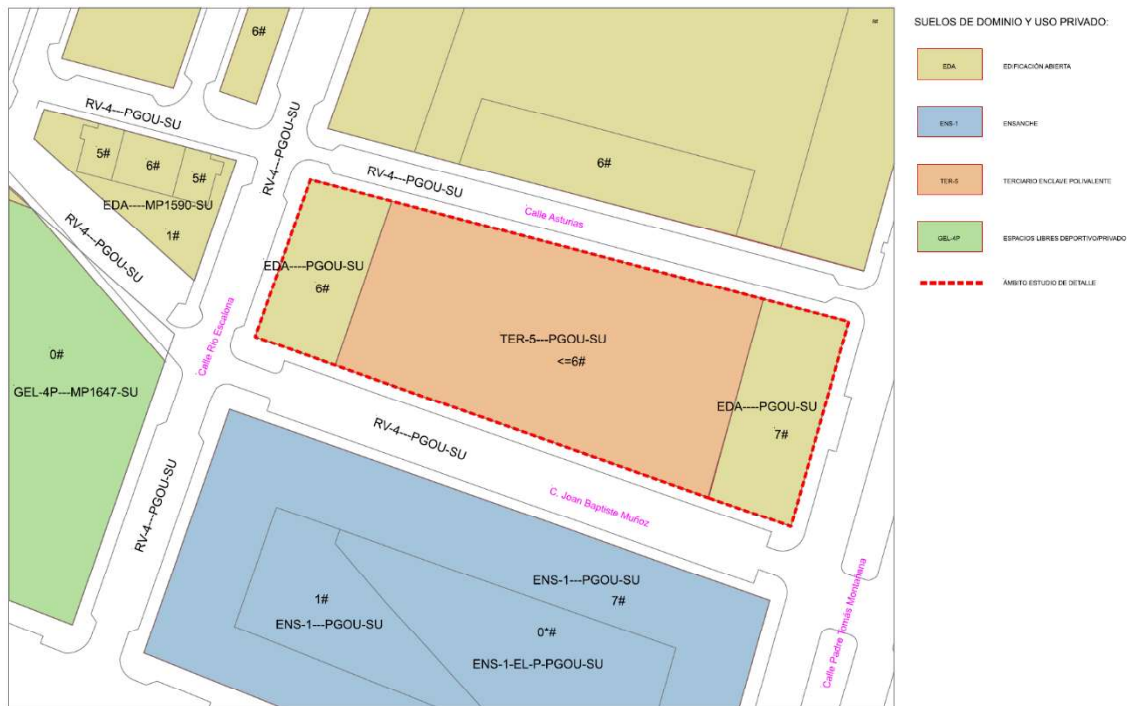 6#
RV-4---PGOU-SU
RV-4---PGOU-SU
5#
6#
5#
EDA----MP1590-SU
1#
RV-4---PGOU-SU
6#
RV-4---PGOU-SU
Calle Asturias
EDA----PGOU-SU
6#
TER-5---PGOU-SU
<=6#
EDA----PGOU-SU
7#
Calle Rio Escalona
0#
GEL-4P---MP1647-SU
RV-4---PGOU-SU
RV-4---PGOU-SU
C. Joan Baptiste Muñoz
ENS-1---PGOU-SU
7#
1#
ENS-1---PGOU-SU
0*#
ENS-1-EL-P-PGOU-SU
Calle Padre Tomás Montañana
SUELOS DE DOMINIO Y USO PRIVADO:
EDA EDIFICACIÓN ABIERTA
ENS-1 ENSANCHE
TER-5 TERCIARIO ENCLAVE POLIVALENTE
GEL-4P ESPACIOS LIBRES DEPORTIVO/PRIVADO
ÁMBITO ESTUDIO DE DETALLE